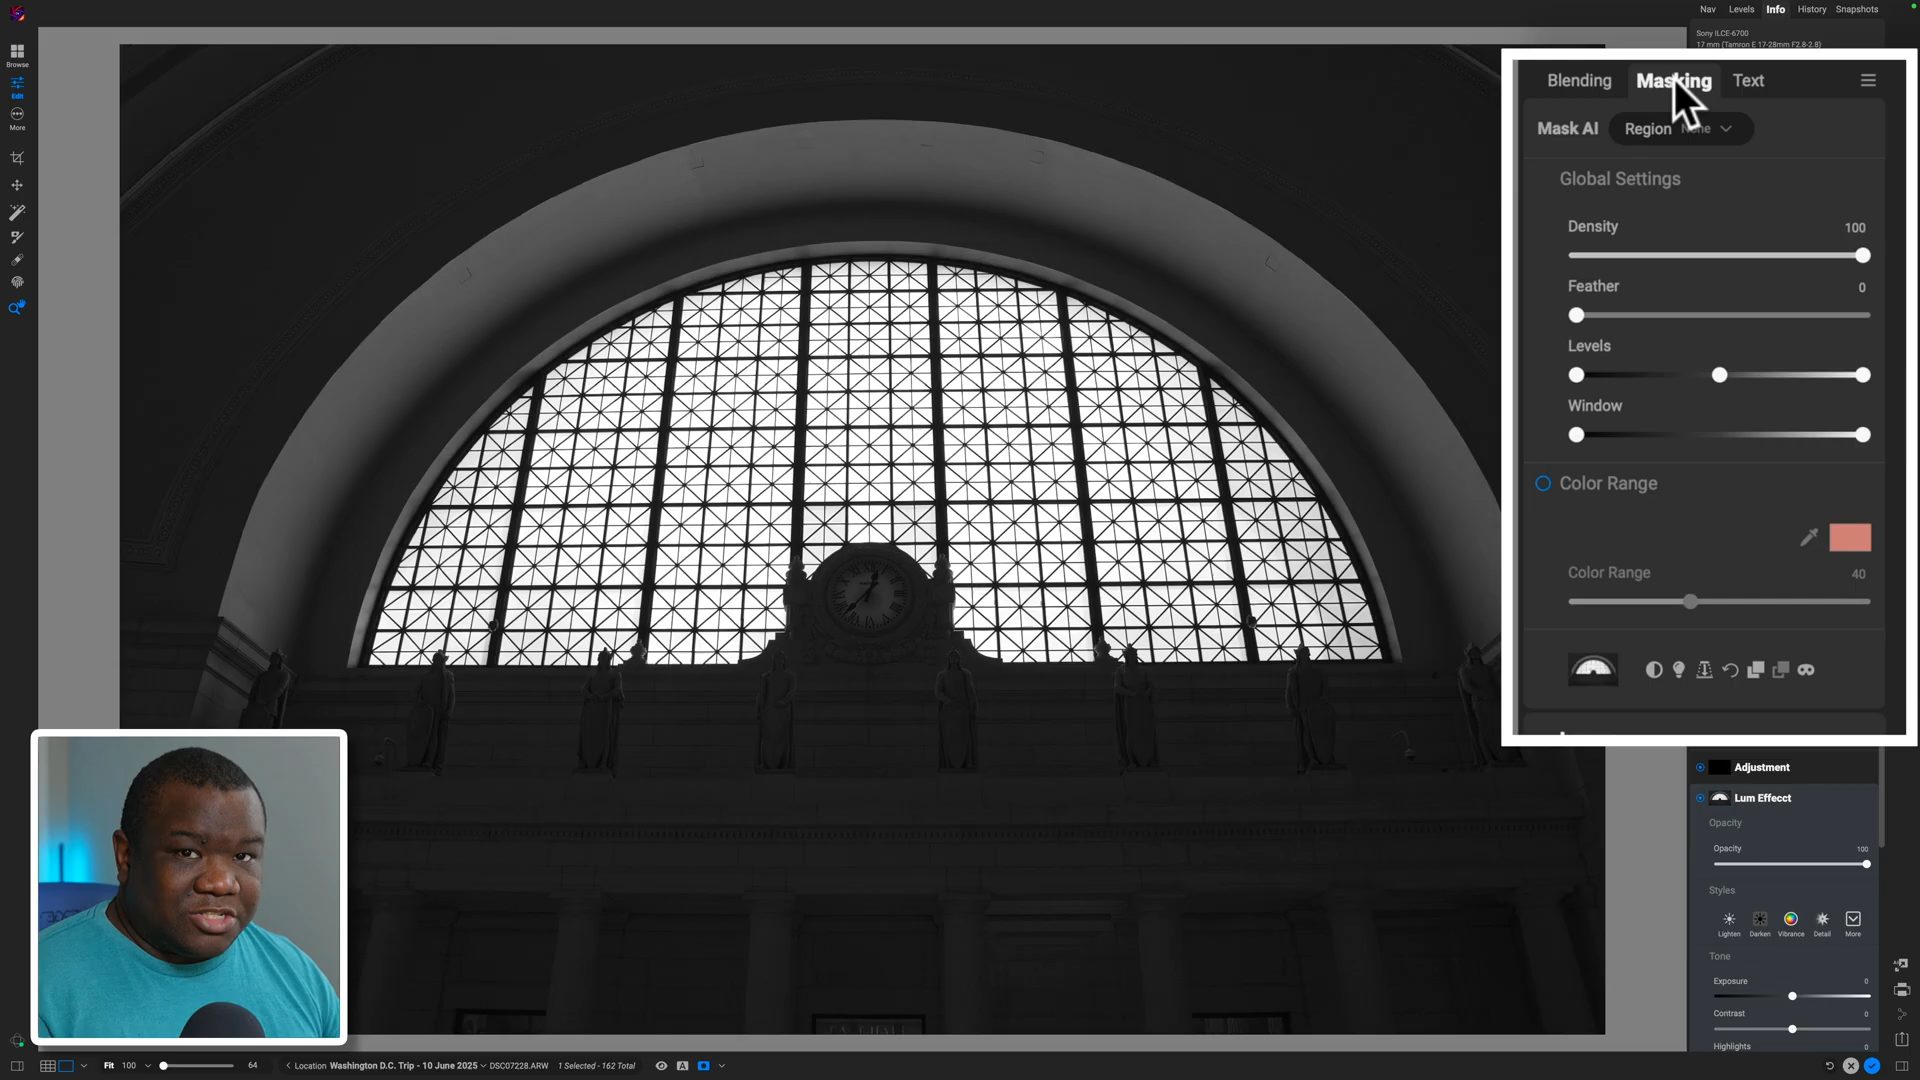 Nav Levels Info History Snapshots
Sony ILCE-6700
17 mm (Tamron E 17-28mm F2.8-2.8)
Browse
Edit
More
Blending Masking Text
Mask AI Region None
Global Settings
Density 100
Feather 0
Levels
Window
Color Range
Color Range 40
Adjustment
Lum Effecct
Opacity
Opacity 100
Styles
Lighten Darken Vibrance Detail More
Tone
Exposure 0
Contrast 0
Highlights 0
Fit 100 64 Location Washington D.C. Trip - 10 June 2025 DSC07228.ARW 1 Selected - 162 Total A